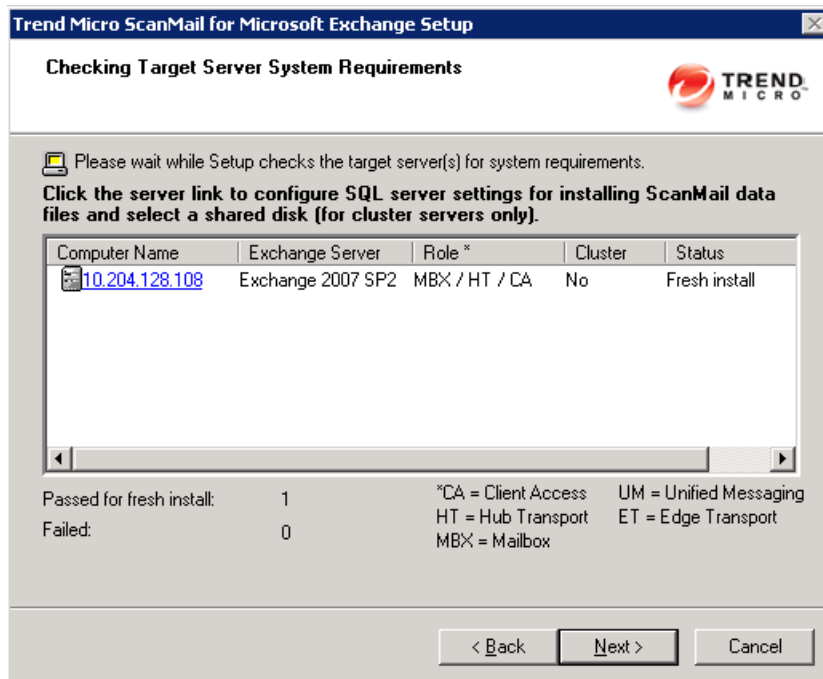 Trend Micro ScanMail for Microsoft Exchange Setup
Checking Target Server System Requirements
TREND
MICRO
Please wait while Setup checks the target server(s) for system requirements.
Click the server link to configure SQL server settings for installing ScanMail data
files and select a shared disk (for cluster servers only).
Computer Name Exchange Server Role * Cluster Status
10.204.128.108 Exchange 2007 SP2 MBX / HT / CA No Fresh install
Passed for fresh install: 1
Failed: 0
*CA = Client Access UM = Unified Messaging
HT = Hub Transport ET = Edge Transport
MBX = Mailbox
< Back Next > Cancel